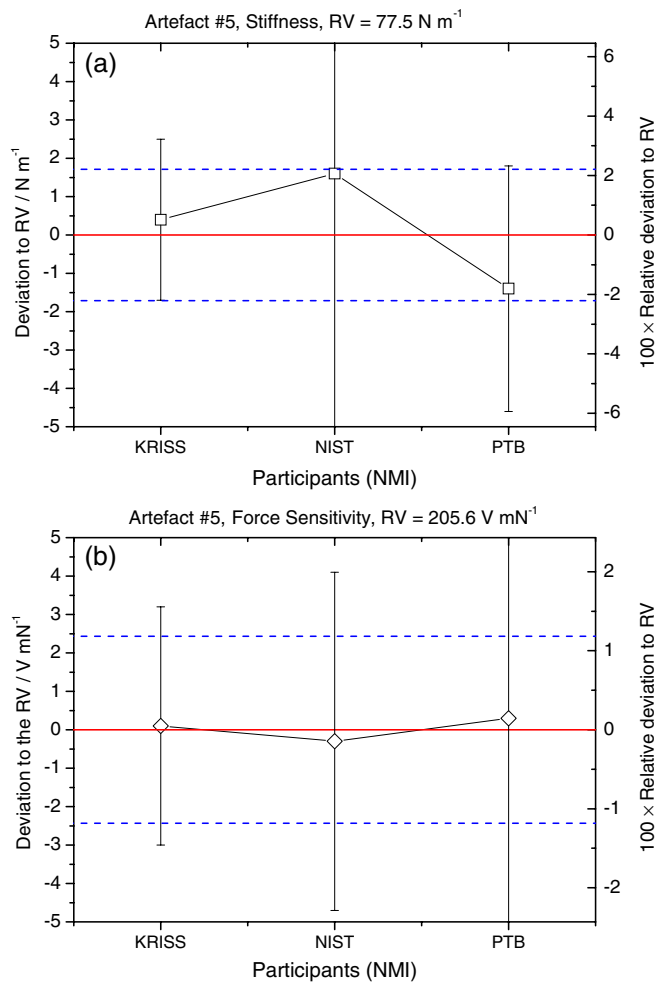 Artefact #5, Stiffness, RV = 77.5 N m⁻¹
(a)
5
4
3
2
1
0
-1
-2
-3
-4
-5
Deviation to RV / N m⁻¹
6
4
2
0
-2
-4
-6
100 × Relative deviation to RV
KRISS NIST PTB
Participants (NMI)
Artefact #5, Force Sensitivity, RV = 205.6 V mN⁻¹
(b)
5
4
3
2
1
0
-1
-2
-3
-4
-5
Deviation to the RV / V mN⁻¹
2
1
0
-1
-2
100 × Relative deviation to RV
KRISS NIST PTB
Participants (NMI)